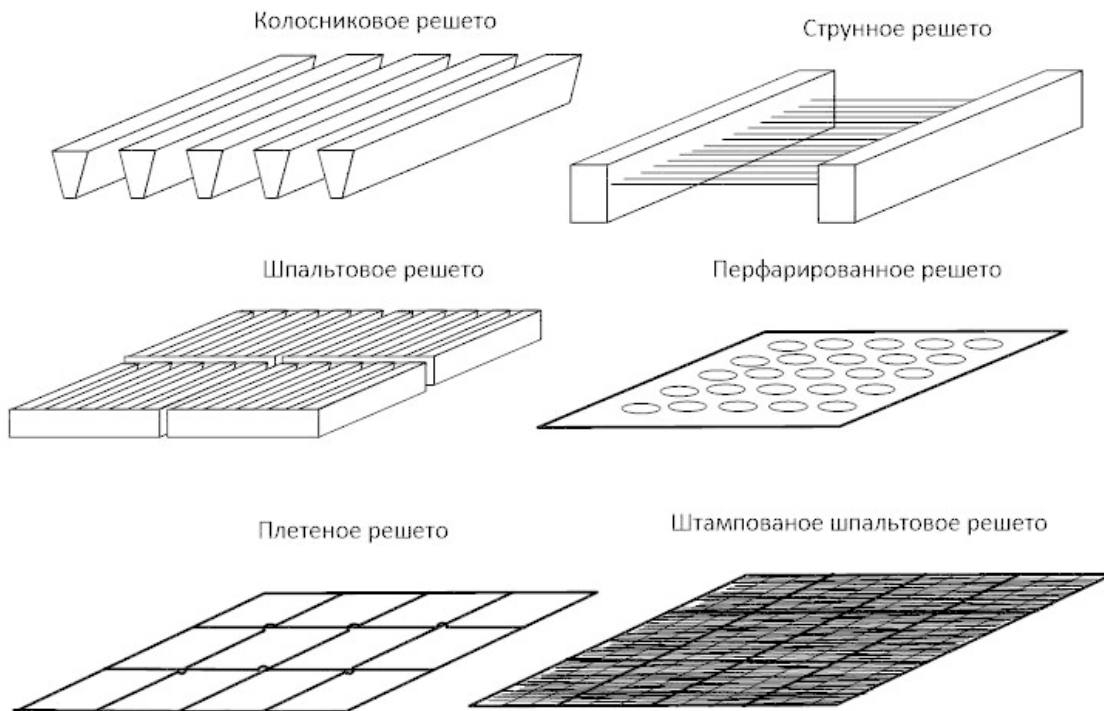 Колосниковое решето
Струнное решето
Шпальтовое решето
Перфарированное решето
Плетеное решето
Штампованое шпальтовое решето